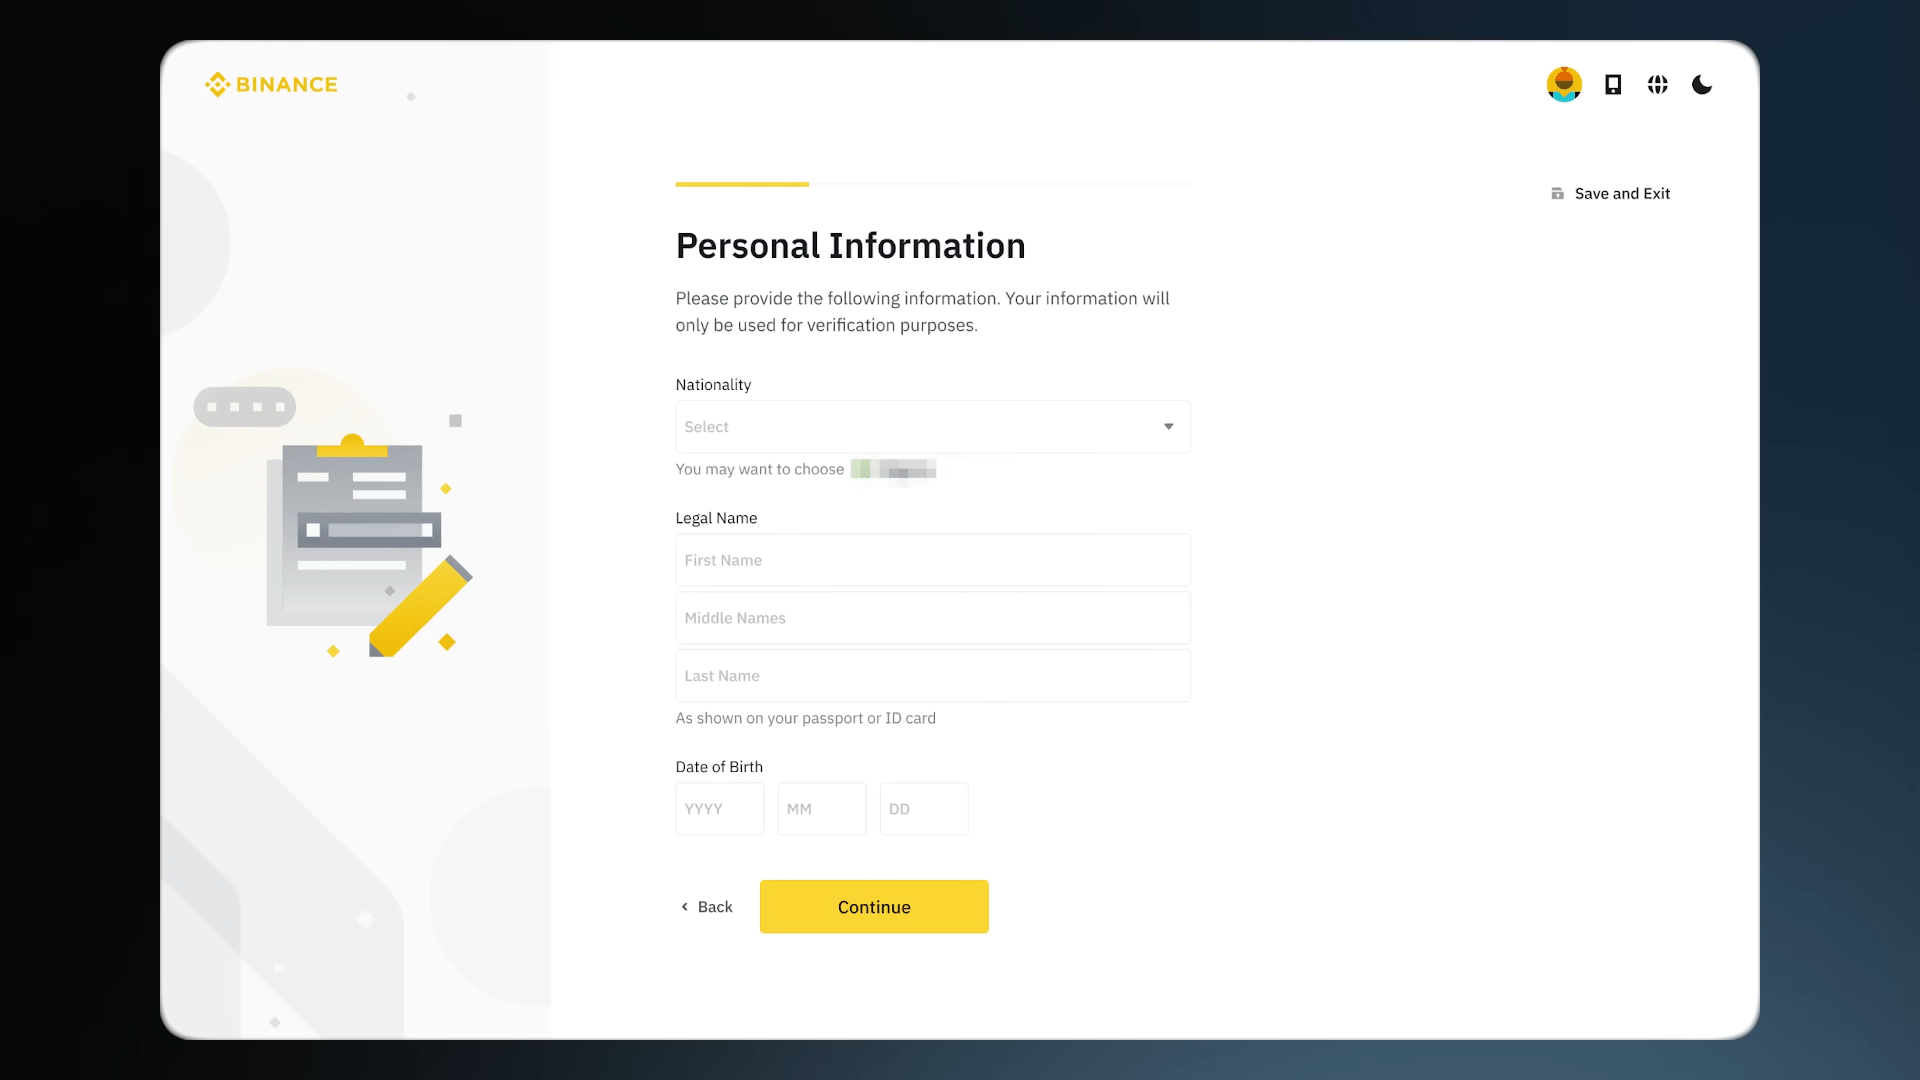 BINANCE
Save and Exit
Personal Information
Please provide the following information. Your information will
only be used for verification purposes.
Nationality
Select
You may want to choose
Legal Name
First Name
Middle Names
Last Name
As shown on your passport or ID card
Date of Birth
YYYY MM DD
Back Continue